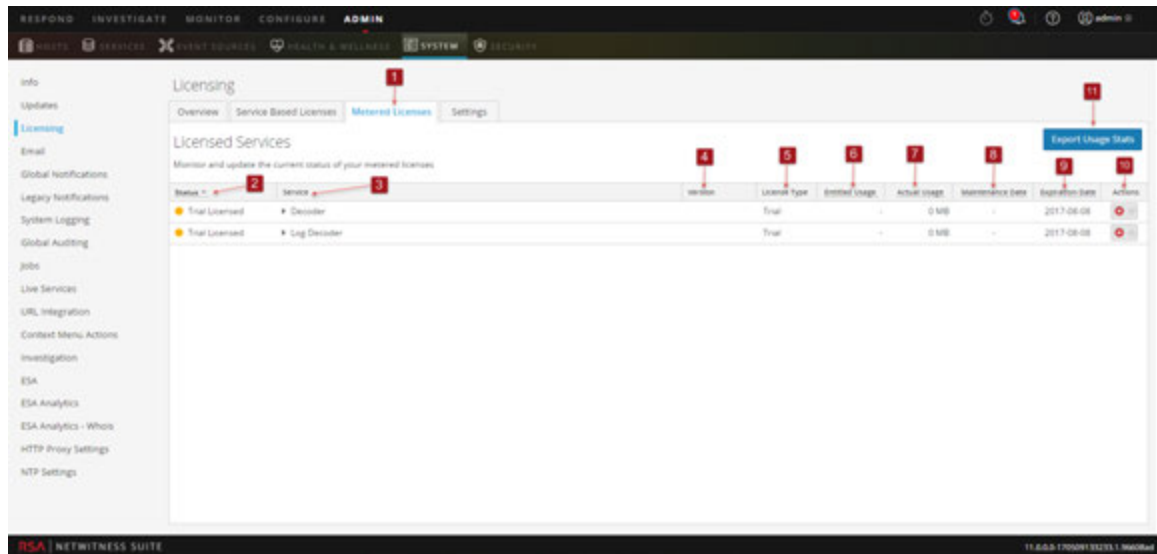 RESPOND INVESTIGATE MONITOR CONFIGURE ADMIN
1
admin
HOSTS SERVICES EVENT SOURCES HEALTH & WELLNESS SYSTEM SECURITY
Info
Updates
Licensing
Email
Global Notifications
Legacy Notifications
System Logging
Global Auditing
Jobs
Live Services
URL Integration
Context Menu Actions
Investigation
ESA
ESA Analytics
ESA Analytics - Whois
HTTP Proxy Settings
NTP Settings
Licensing
1
11
Overview Service Based Licenses Metered Licenses Settings
Licensed Services
Export Usage Stats
Monitor and update the current status of your metered licenses
2 3 4 5 6 7 8 9 10
Status Service Version License Type Entitled Usage Actual Usage Maintenance Date Expiration Date Actions
Trial Licensed Decoder Trial - 0 MB - 2017-08-08
Trial Licensed Log Decoder Trial - 0 MB - 2017-08-08
RSA | NETWITNESS SUITE